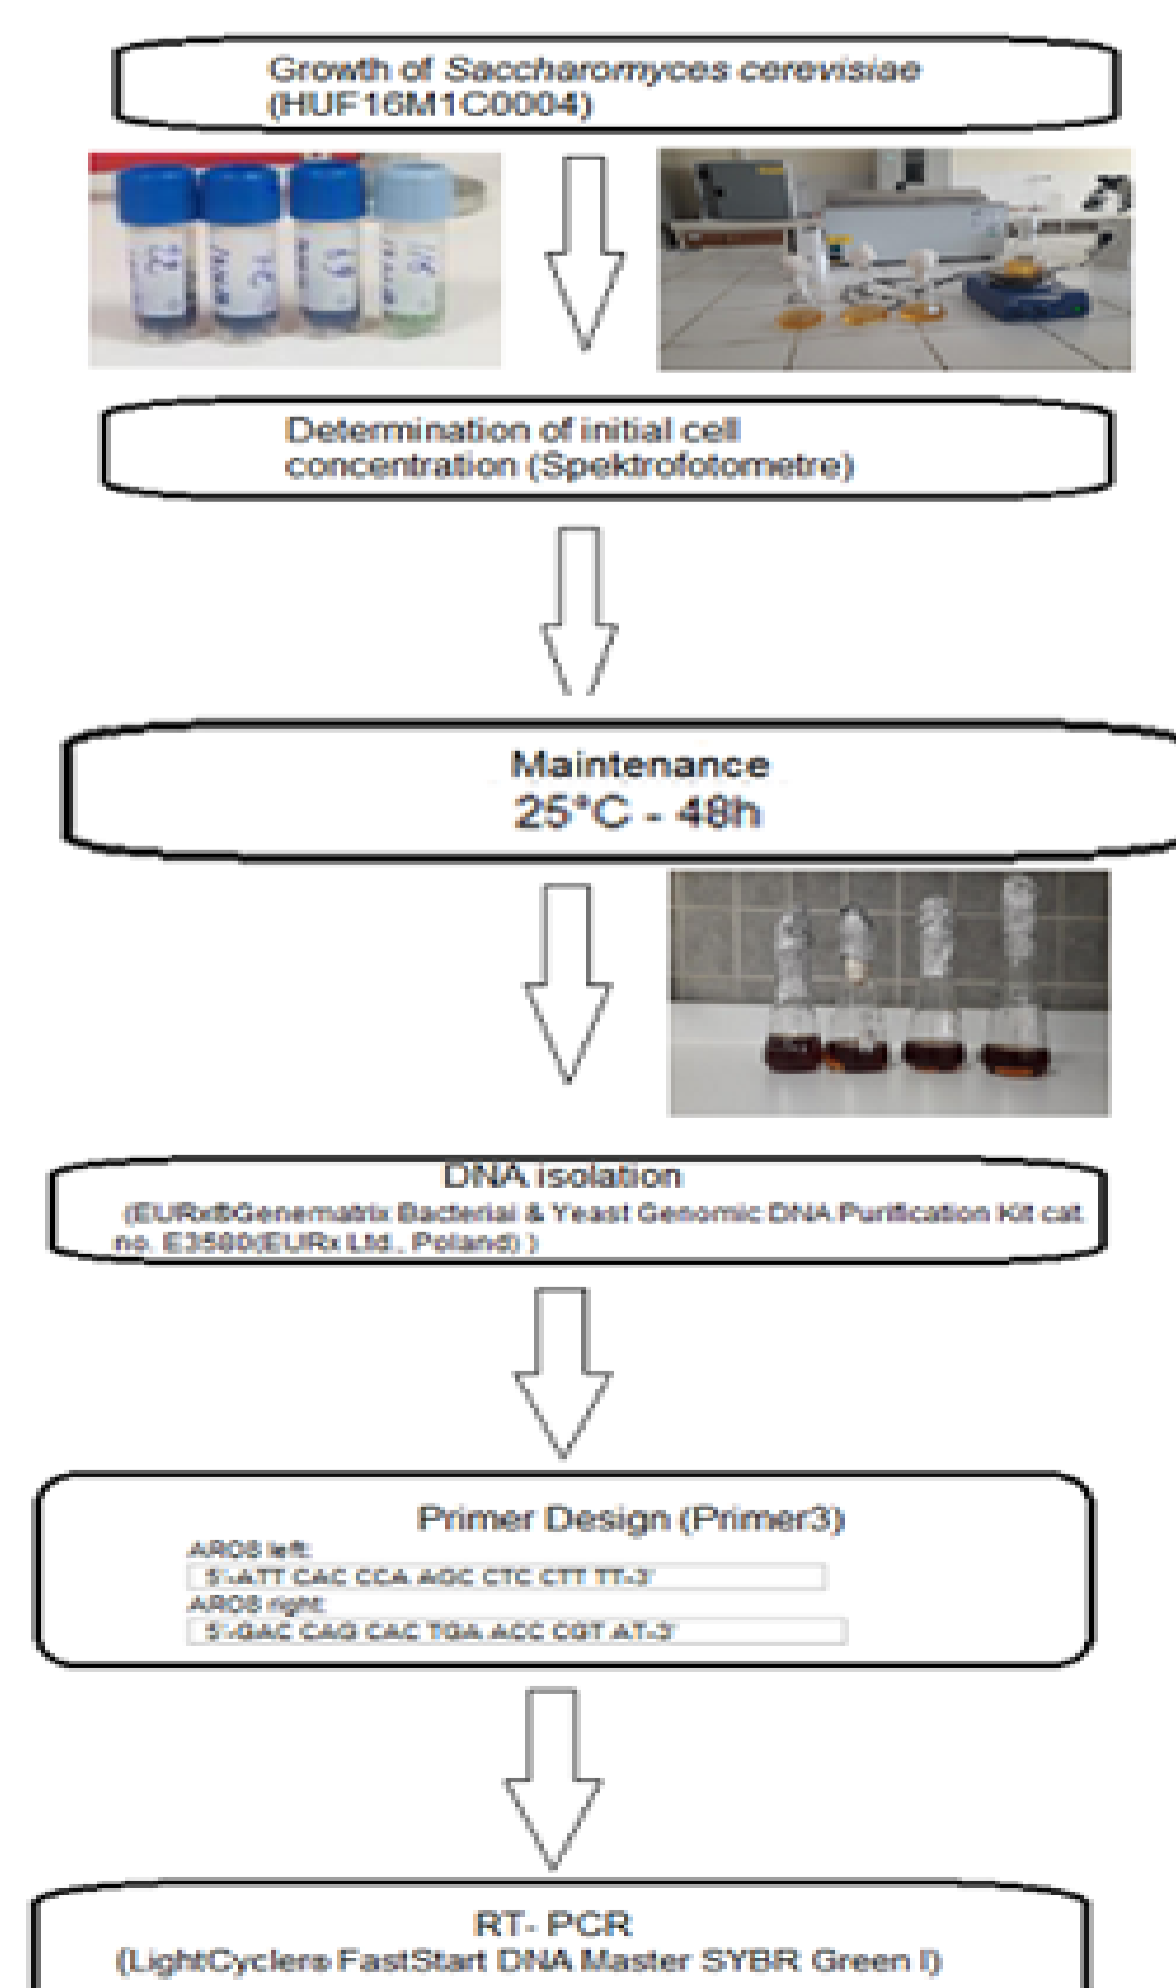 Growth of Saccharomyces cerevisiae
(HUF16M1C0004)
Determination of initial cell
concentration (Spektrofotometre)
Maintenance
25°C - 48h
DNA isolation
(EURx®Genematrix Bacterial & Yeast Genomic DNA Purification Kit cat.
no. E3580(EURx Ltd., Poland) )
Primer Design (Primer3)
ARO8 left:
5'-ATT CAC CCA AGC CTC CTT TT-3'
ARO8 right:
5'-GAC CAG CAC TGA ACC CGT AT-3'
RT- PCR
(LightCyclers FastStart DNA Master SYBR Green I)